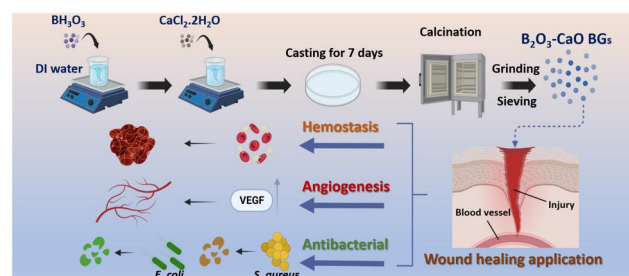 BH₃O₃
CaCl₂.2H₂O
DI water
Casting for 7 days
Calcination
B₂O₃-CaO BGs
Grinding
Sieving
Hemostasis
Angiogenesis
VEGF
Antibacterial
E. coli
S. aureus
Injury
Blood vessel
Wound healing application